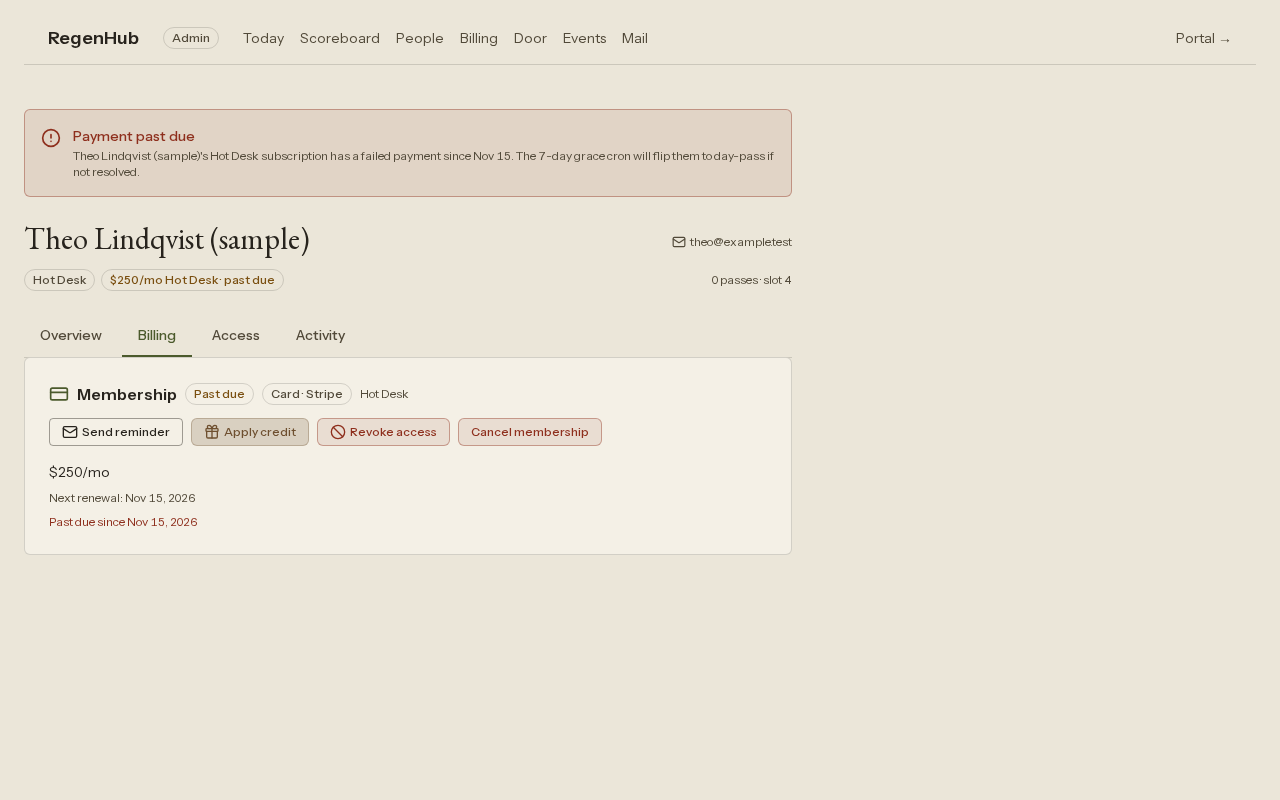 RegenHub Admin Today Scoreboard People Billing Door Events Mail Portal →
Payment past due
Theo Lindqvist (sample)'s Hot Desk subscription has a failed payment since Nov 15. The 7-day grace cron will flip them to day-pass if
not resolved.
Theo Lindqvist (sample) theo@example.test
Hot Desk $250/mo Hot Desk · past due 0 passes · slot 4
Overview Billing Access Activity
Membership Past due Card · Stripe Hot Desk
Send reminder Apply credit Revoke access Cancel membership
$250/mo
Next renewal: Nov 15, 2026
Past due since Nov 15, 2026